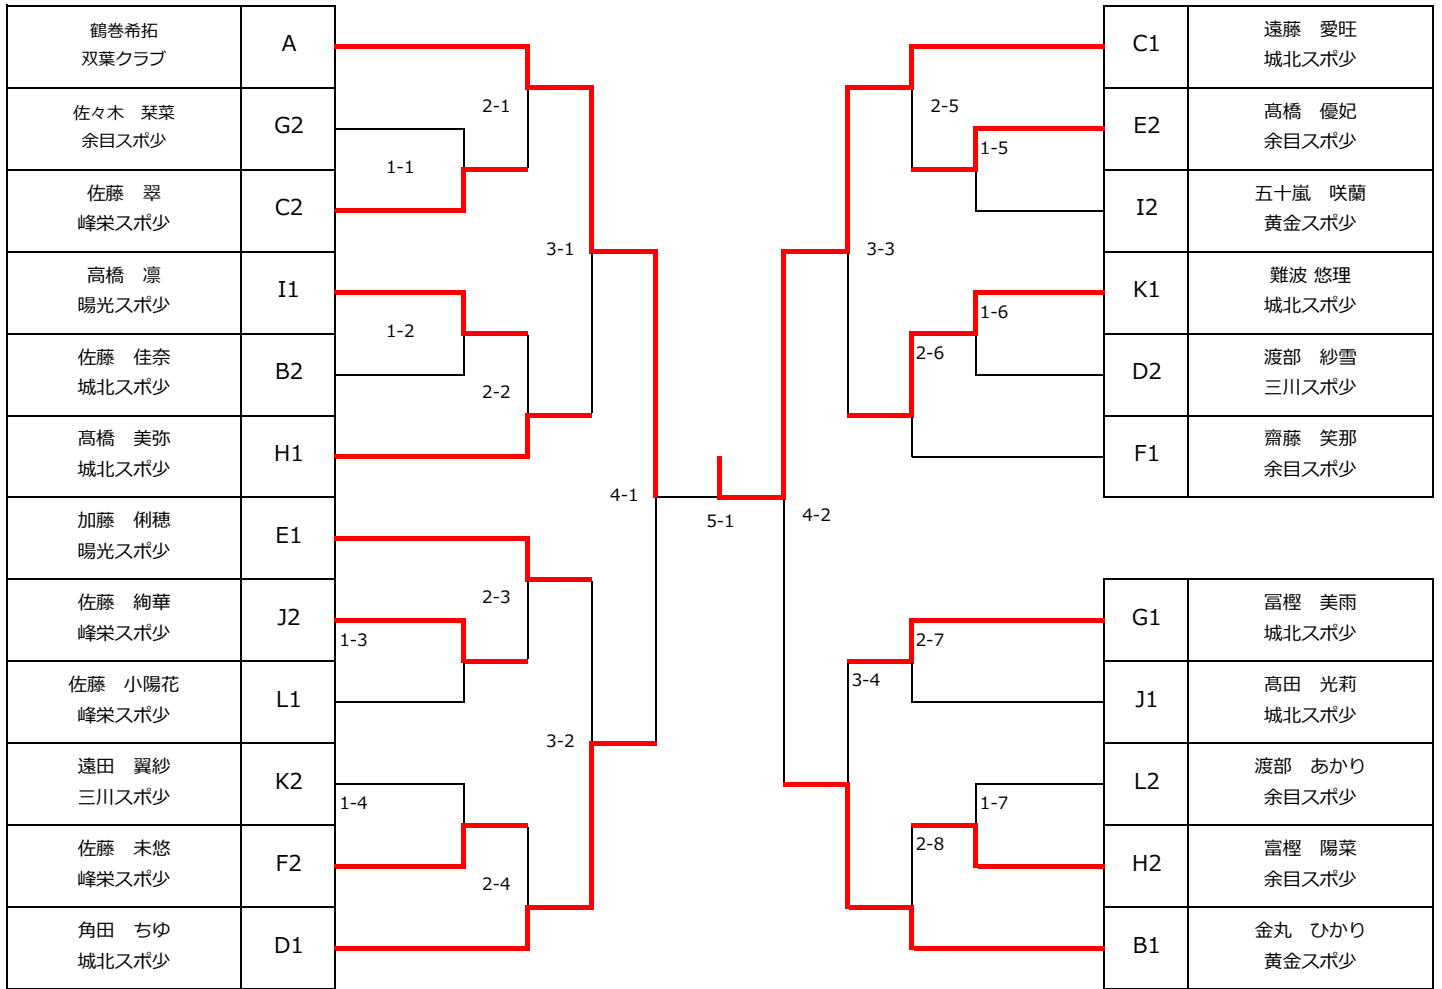 鶴巻希拓
双葉クラブ
A
佐々木　栞菜
余目スポ少
G2
佐藤　翠
峰栄スポ少
C2
高橋　凛
暘光スポ少
I1
佐藤　佳奈
城北スポ少
B2
髙橋　美弥
城北スポ少
H1
加藤　俐穂
暘光スポ少
E1
佐藤　絢華
峰栄スポ少
J2
佐藤　小陽花
峰栄スポ少
L1
遠田　翼紗
三川スポ少
K2
佐藤　未悠
峰栄スポ少
F2
角田　ちゆ
城北スポ少
D1
2-1
1-1
3-1
1-2
2-2
4-1
2-3
1-3
3-2
1-4
2-4
5-1
2-5
1-5
3-3
1-6
2-6
4-2
2-7
3-4
1-7
2-8
C1
遠藤　愛旺
城北スポ少
E2
髙橋　優妃
余目スポ少
I2
五十嵐　咲蘭
黄金スポ少
K1
難波 悠理
城北スポ少
D2
渡部　紗雪
三川スポ少
F1
齋藤　笑那
余目スポ少
G1
冨樫　美雨
城北スポ少
J1
髙田　光莉
城北スポ少
L2
渡部　あかり
余目スポ少
H2
富樫　陽菜
余目スポ少
B1
金丸　ひかり
黄金スポ少